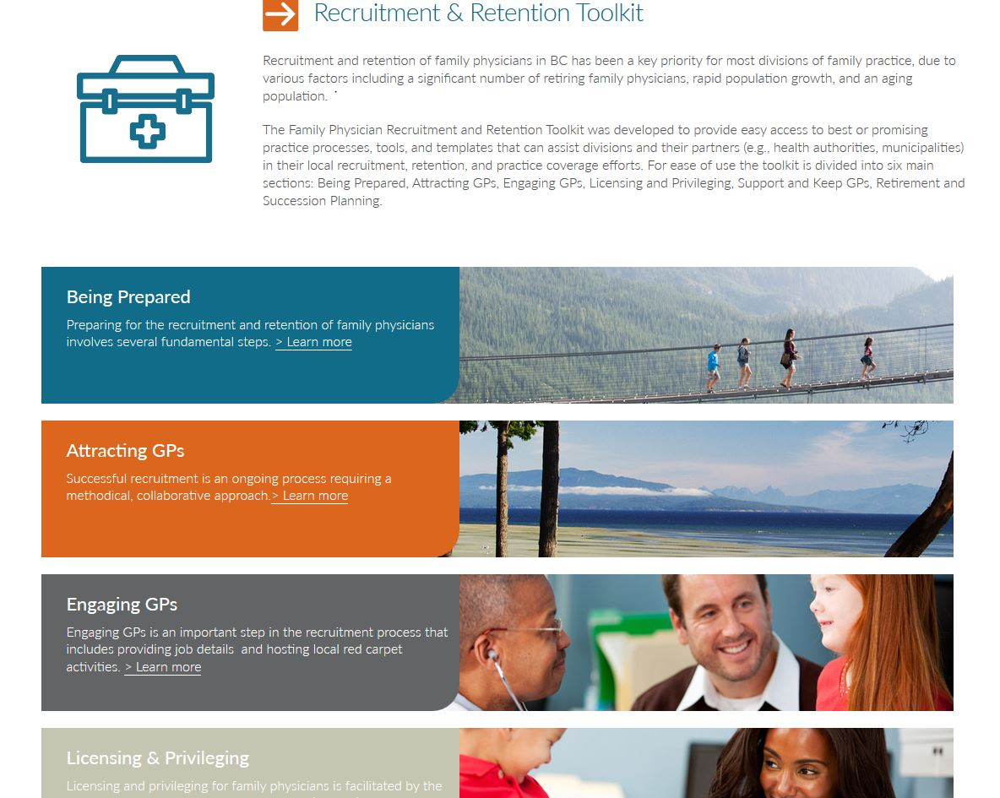 Recruitment & Retention Toolkit
Recruitment and retention of family physicians in BC has been a key priority for most divisions of family practice, due to
various factors including a significant number of retiring family physicians, rapid population growth, and an aging
population.
The Family Physician Recruitment and Retention Toolkit was developed to provide easy access to best or promising
practice processes, tools, and templates that can assist divisions and their partners (e.g., health authorities, municipalities)
in their local recruitment, retention, and practice coverage efforts. For ease of use the toolkit is divided into six main
sections: Being Prepared, Attracting GPs, Engaging GPs, Licensing and Privileging, Support and Keep GPs, Retirement and
Succession Planning.
Being Prepared
Preparing for the recruitment and retention of family physicians
involves several fundamental steps. > Learn more
Attracting GPs
Successful recruitment is an ongoing process requiring a
methodical, collaborative approach.> Learn more
Engaging GPs
Engaging GPs is an important step in the recruitment process that
includes providing job details  and hosting local red carpet
activities. > Learn more
Licensing & Privileging
Licensing and privileging for family physicians is facilitated by the